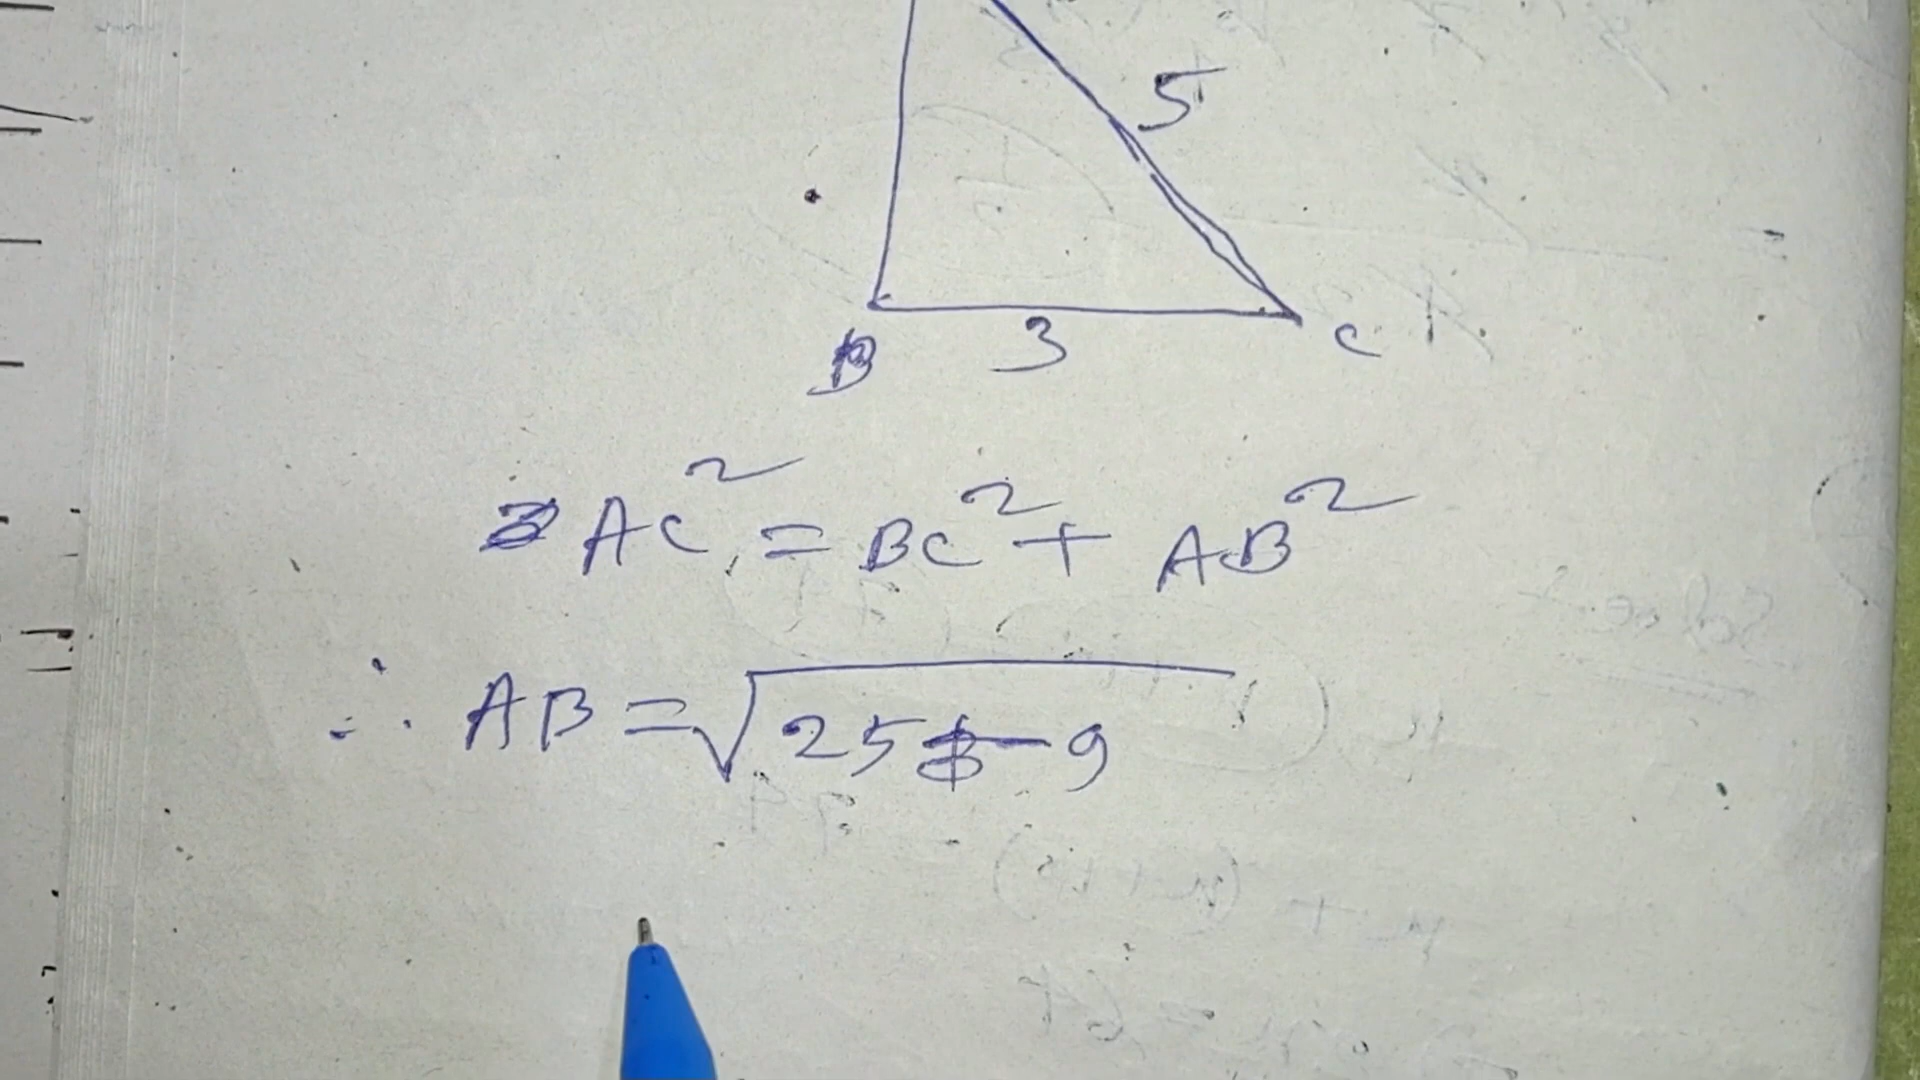 5
B 3 C
AC² = BC² + AB²
∴ AB = √25 - 9